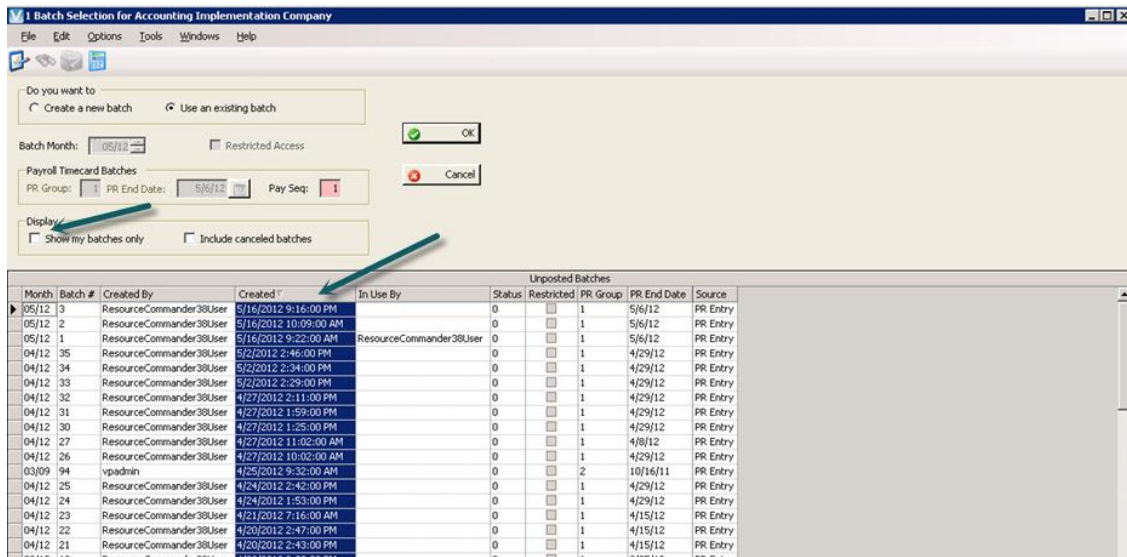 1 Batch Selection for Accounting Implementation Company
File Edit Options Tools Windows Help
Do you want to
Create a new batch Use an existing batch
OK
Batch Month: 05/12 Restricted Access
Payroll Timecard Batches
Cancel
PR Group: 1 PR End Date: 5/6/12 Pay Seq: 1
Display
Show my batches only Include canceled batches
Unposted Batches
Month Batch # Created By Created In Use By Status Restricted PR Group PR End Date Source
05/12 3 ResourceCommander38User 5/16/2012 9:16:00 PM 0 1 5/6/12 PR Entry
05/12 2 ResourceCommander38User 5/16/2012 10:09:00 AM 0 1 5/6/12 PR Entry
05/12 1 ResourceCommander38User 5/16/2012 9:22:00 AM ResourceCommander38User 0 1 5/6/12 PR Entry
04/12 35 ResourceCommander38User 5/2/2012 2:46:00 PM 0 1 4/29/12 PR Entry
04/12 34 ResourceCommander38User 5/2/2012 2:34:00 PM 0 1 4/29/12 PR Entry
04/12 33 ResourceCommander38User 5/2/2012 2:29:00 PM 0 1 4/29/12 PR Entry
04/12 32 ResourceCommander38User 4/27/2012 2:11:00 PM 0 1 4/29/12 PR Entry
04/12 31 ResourceCommander38User 4/27/2012 1:59:00 PM 0 1 4/29/12 PR Entry
04/12 30 ResourceCommander38User 4/27/2012 1:25:00 PM 0 1 4/29/12 PR Entry
04/12 27 ResourceCommander38User 4/27/2012 11:02:00 AM 0 1 4/8/12 PR Entry
04/12 26 ResourceCommander38User 4/27/2012 10:02:00 AM 0 1 4/29/12 PR Entry
03/09 94 vpadmin 4/25/2012 9:32:00 AM 0 2 10/16/11 PR Entry
04/12 25 ResourceCommander38User 4/24/2012 2:42:00 PM 0 1 4/29/12 PR Entry
04/12 24 ResourceCommander38User 4/24/2012 1:53:00 PM 0 1 4/29/12 PR Entry
04/12 23 ResourceCommander38User 4/21/2012 7:16:00 AM 0 1 4/15/12 PR Entry
04/12 22 ResourceCommander38User 4/20/2012 2:47:00 PM 0 1 4/15/12 PR Entry
04/12 21 ResourceCommander38User 4/20/2012 2:43:00 PM 0 1 4/15/12 PR Entry